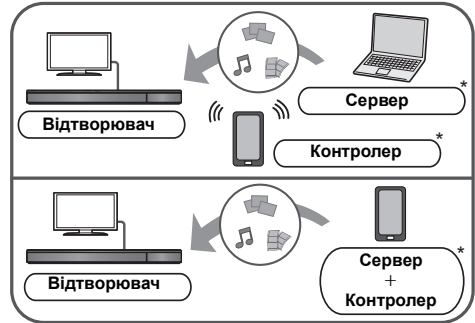 Сервер*
Відтворювач
Контролер*
Відтворювач
Сервер*
+
Контролер